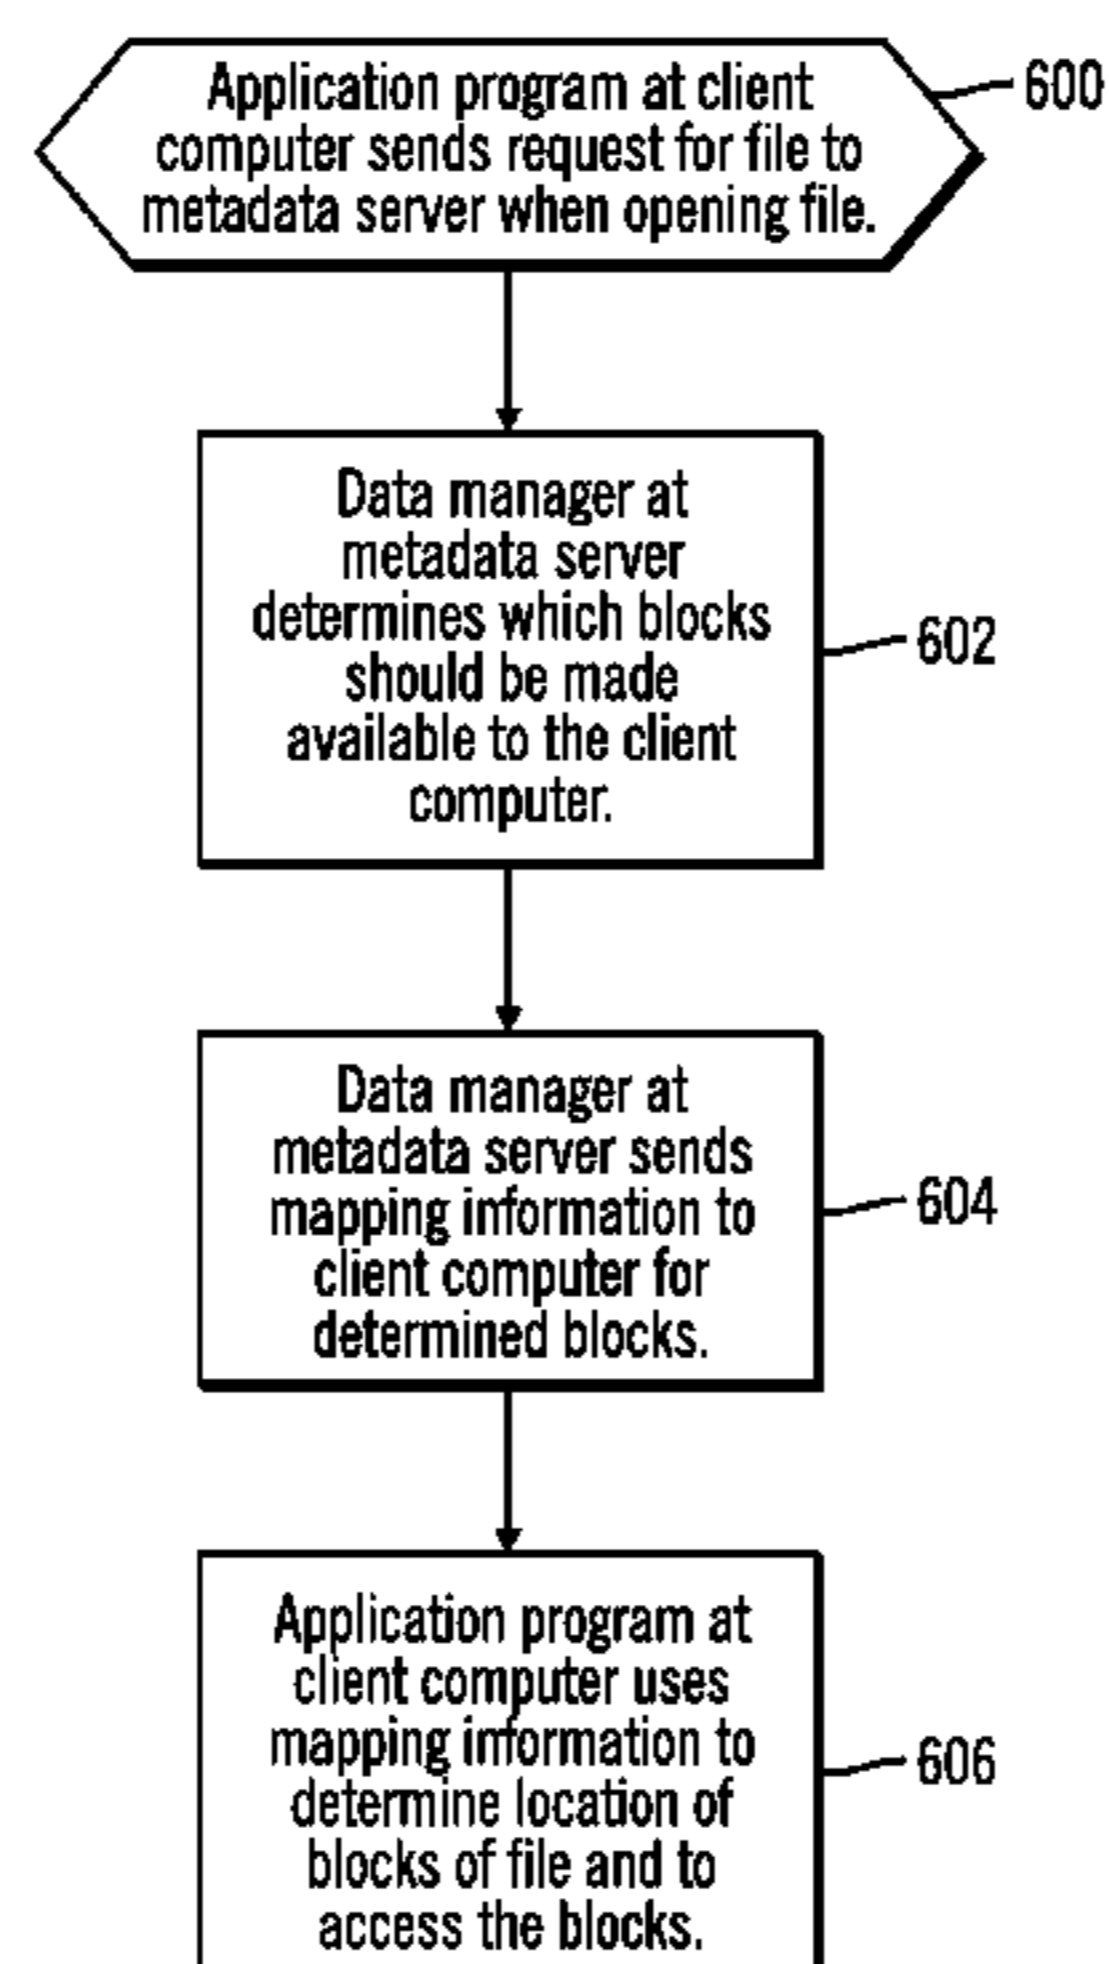 Application program at client
computer sends request for file to
metadata server when opening file.
600
Data manager at
metadata server
determines which blocks
should be made
available to the client
computer.
602
Data manager at
metadata server sends
mapping information to
client computer for
determined blocks.
604
Application program at
client computer uses
mapping information to
determine location of
blocks of file and to
access the blocks.
606